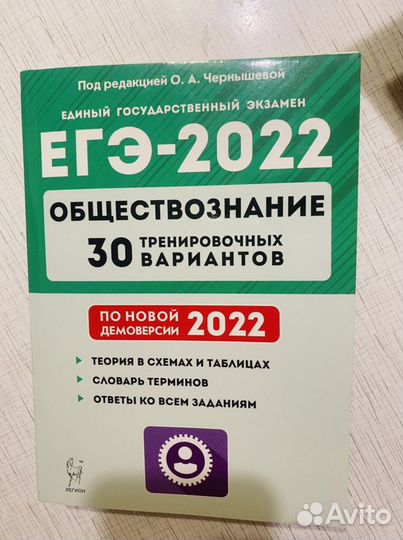 Под редакцией О. А. Чернышевой
ЕДИНЫЙ ГОСУДАРСТВЕННЫЙ ЭКЗАМЕН
ЕГЭ-2022
ОБЩЕСТВОЗНАНИЕ
30 ТРЕНИРОВОЧНЫХ
ВАРИАНТОВ
ПО НОВОЙ
ДЕМОВЕРСИИ 2022
ТЕОРИЯ В СХЕМАХ И ТАБЛИЦАХ
СЛОВАРЬ ТЕРМИНОВ
ОТВЕТЫ КО ВСЕМ ЗАДАНИЯМ
ЛЕГИОН
Avito